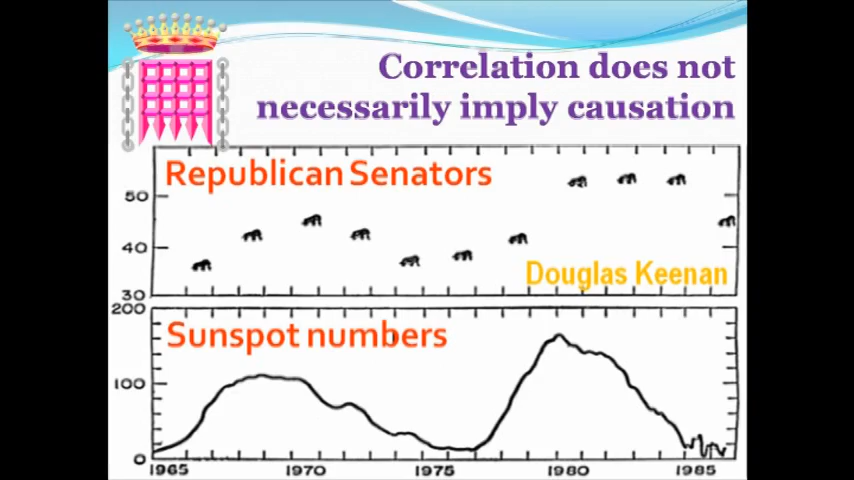 Correlation does not
necessarily imply causation
Republican Senators
50
40
30
Douglas Keenan
200
Sunspot numbers
100
0
1965 1970 1975 1980 1985